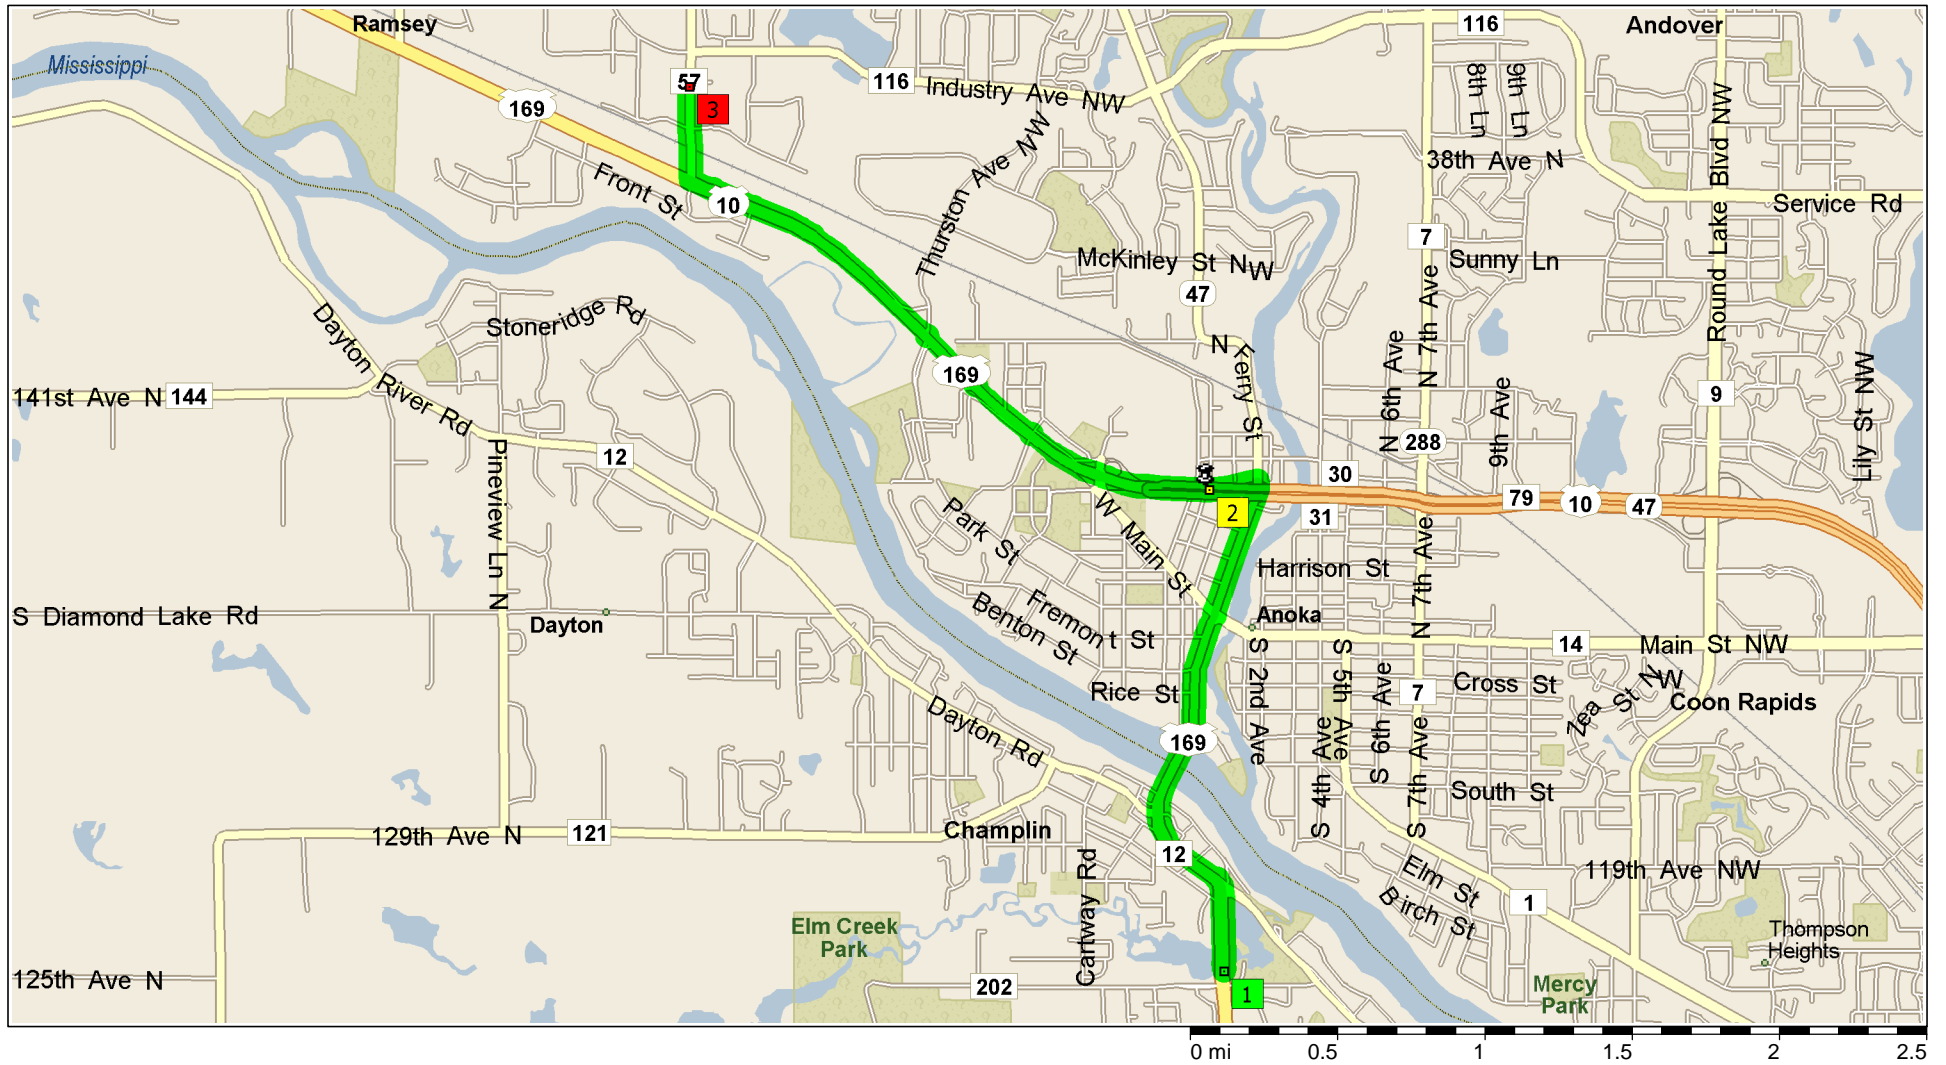 Ramsey
116
Andover
Mississippi
57
3
116
Industry Ave NW
8th Ln
9th Ln
169
Thurston Ave NW
38th Ave N
Round Lake Blvd NW
Front St
10
Service Rd
7
McKinley St NW
Sunny Ln
47
N 7th Ave
Stoneridge Rd
Dayton River Rd
N Ferry St
N 6th Ave
169
141st Ave N
144
9th Ave
9
Lily St NW
288
12
Pineview Ln N
30
79
10
47
2
31
W Main St
Park St
N 7th Ave
Harrison St
Fremont St
Benton St
S Diamond Lake Rd
Dayton
Anoka
14
Main St NW
S 2nd Ave
S 5th Ave
S 6th Ave
Cross St
Zea St NW
Rice St
7
Coon Rapids
Dayton Rd
169
S 4th Ave
S 7th Ave
South St
129th Ave N
121
Champlin
12
Cartway Rd
Elm St
119th Ave NW
Birch St
1
Elm Creek
Park
Thompson
Heights
125th Ave N
202
1
Mercy
Park
0 mi
0.5
1
1.5
2
2.5